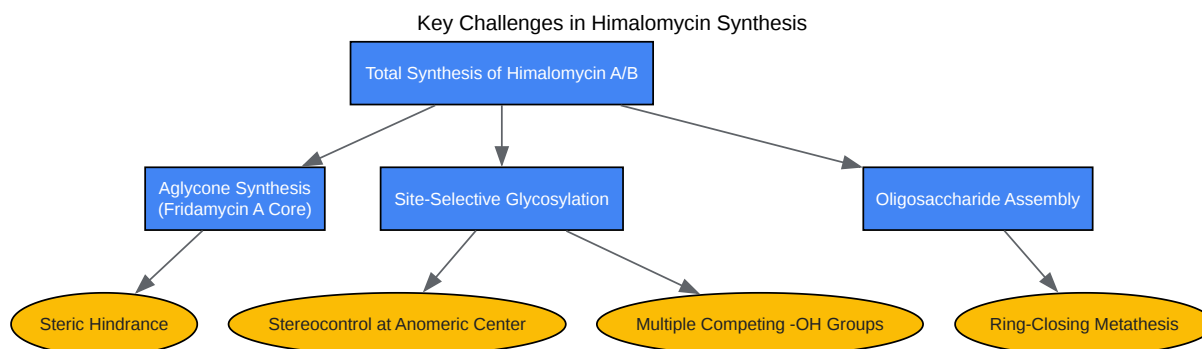 Key Challenges in Himalomycin Synthesis
Total Synthesis of Himalomycin A/B
Aglycone Synthesis
(Fridamycin A Core)
Site-Selective Glycosylation
Oligosaccharide Assembly
Steric Hindrance
Stereocontrol at Anomeric Center
Multiple Competing -OH Groups
Ring-Closing Metathesis